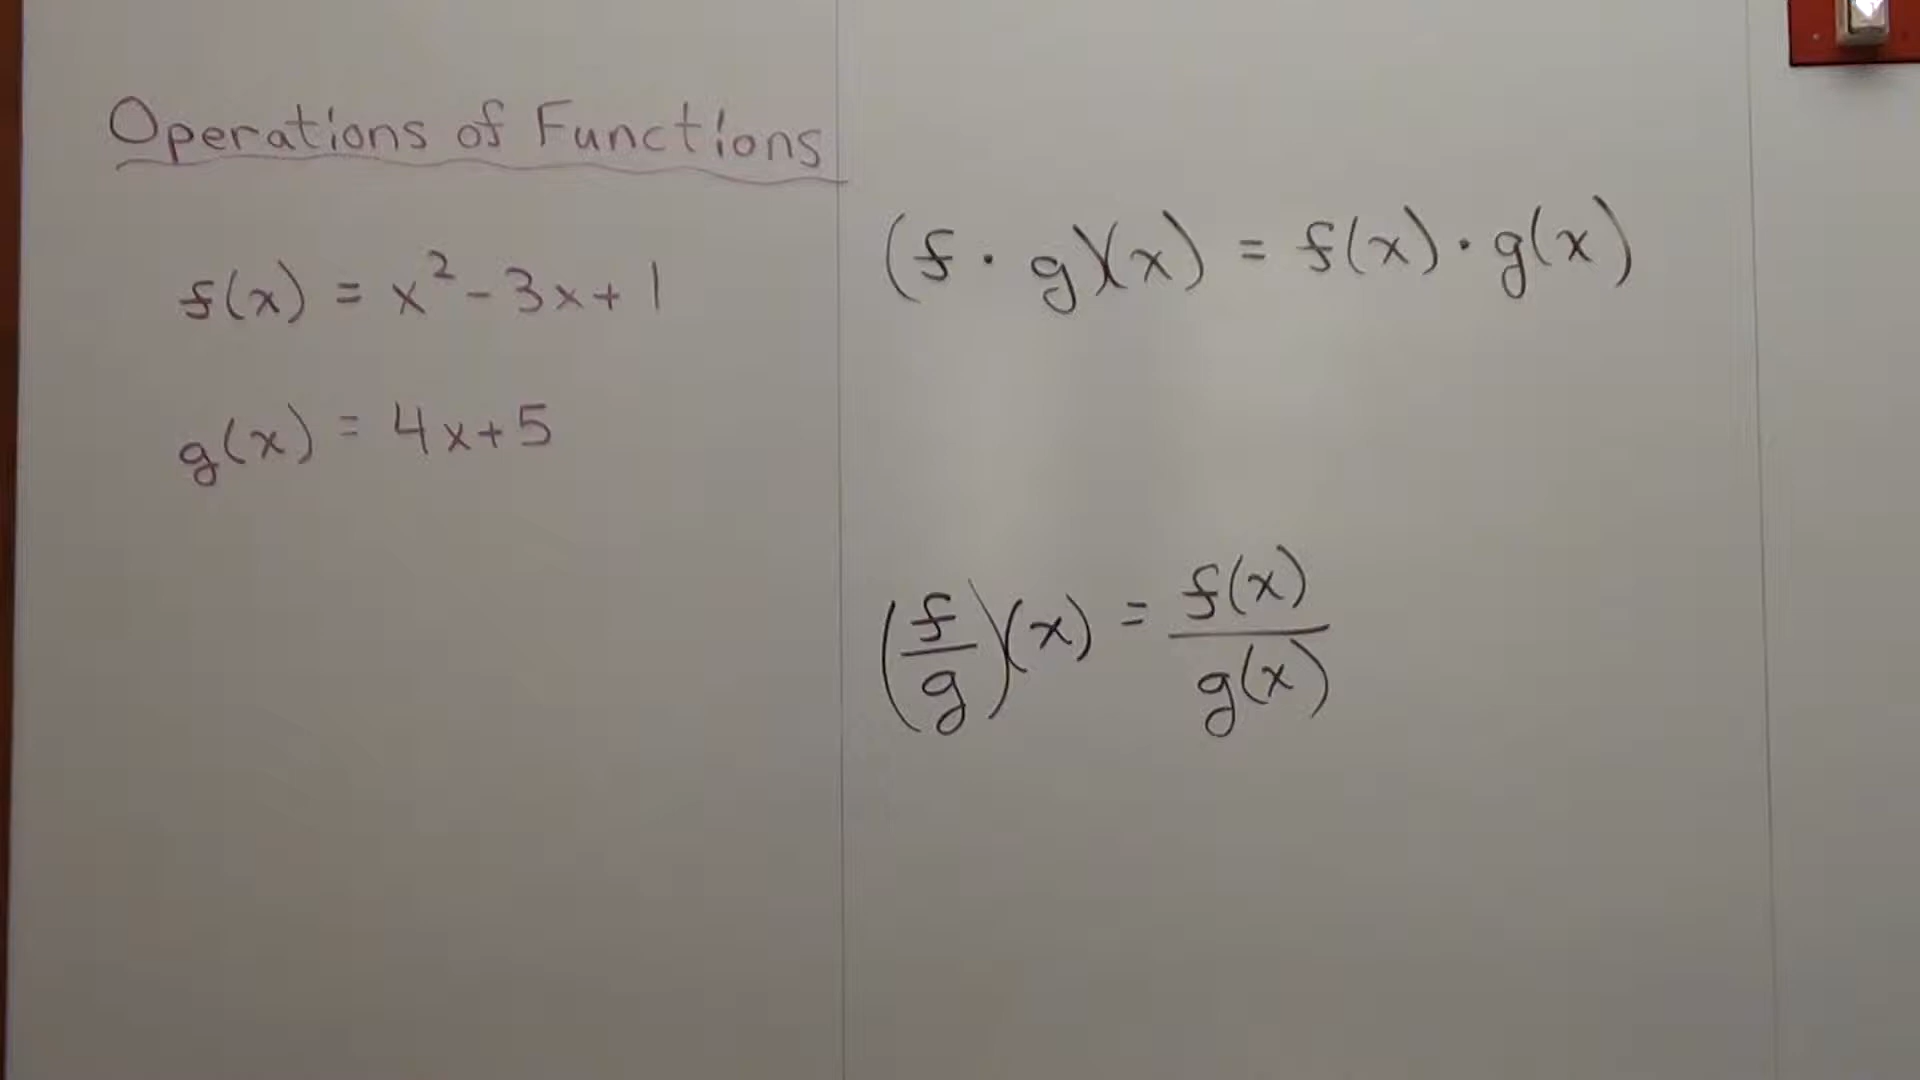 Operations of Functions
f(x) = x² - 3x + 1
g(x) = 4x + 5
(f · g)(x) = f(x) · g(x)
(f/g)(x) = f(x)/g(x)